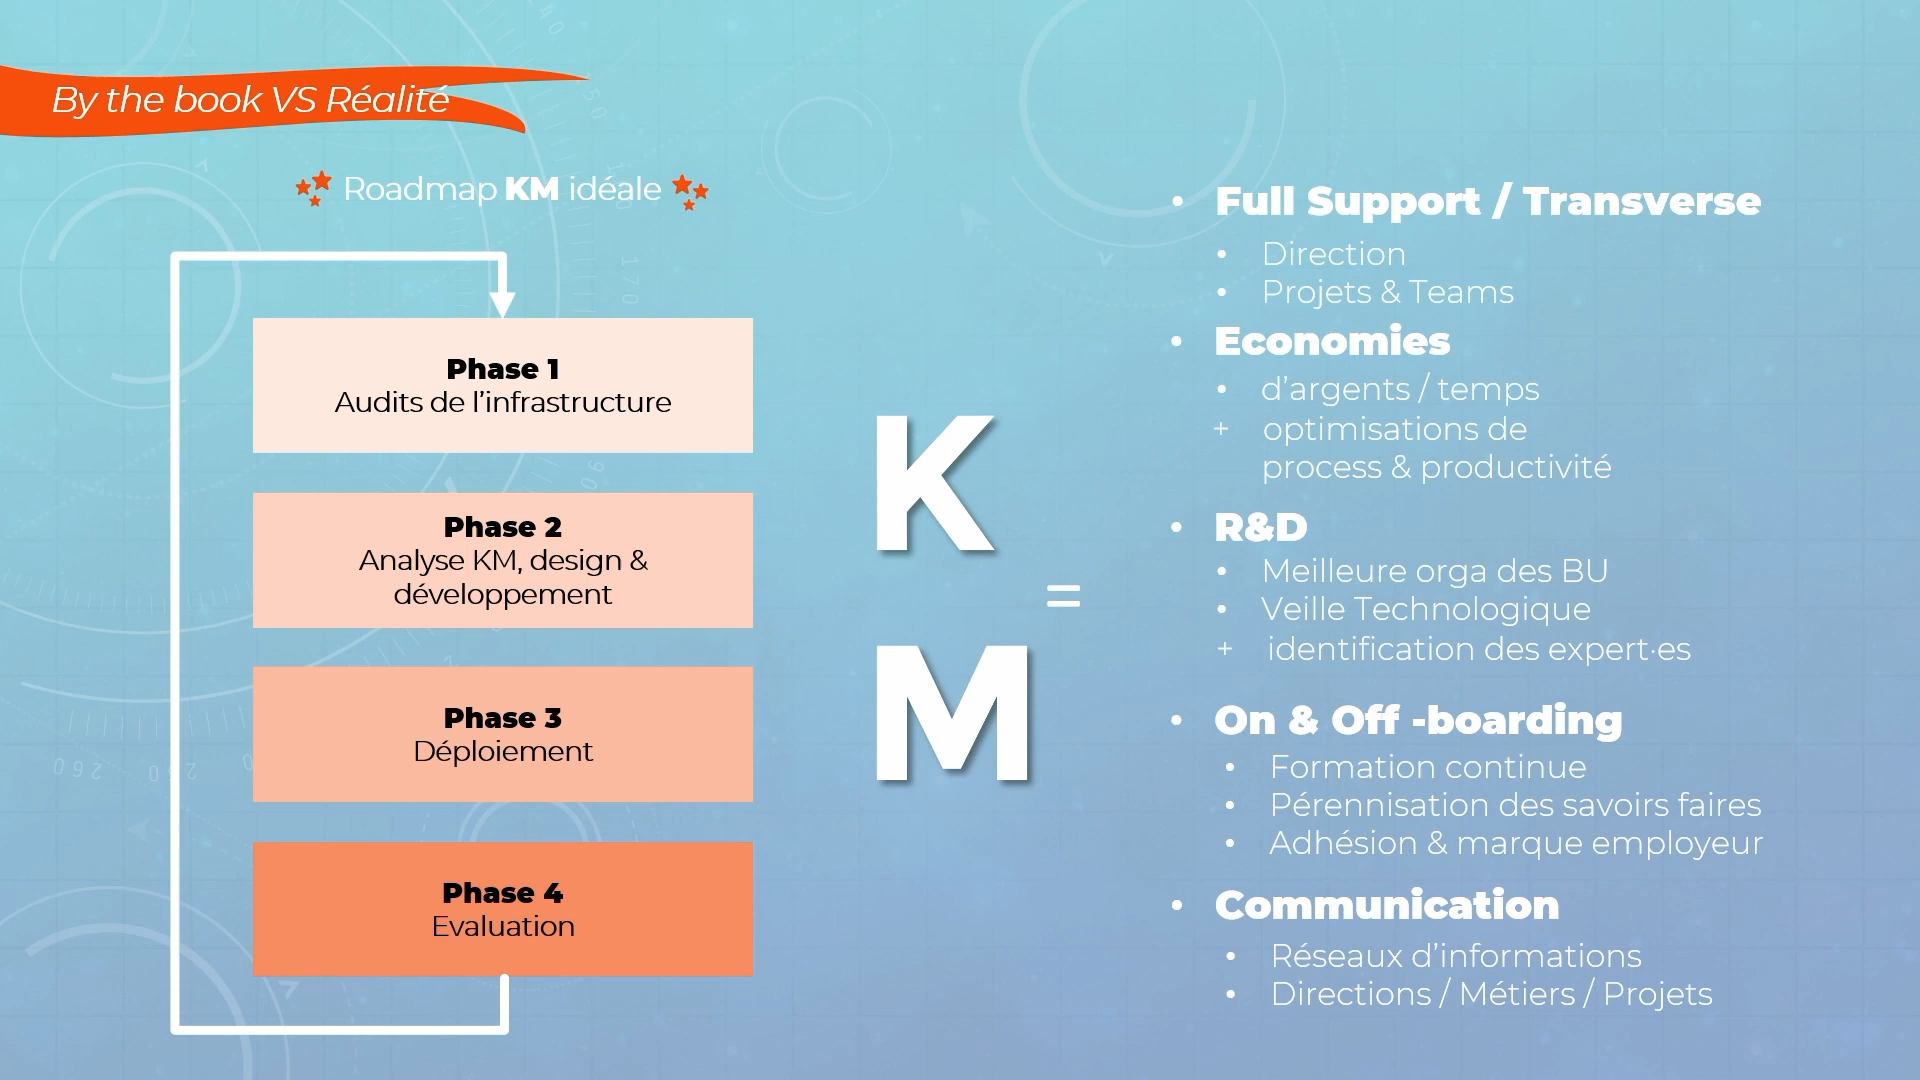 By the book VS Réalité
Roadmap KM idéale
Phase 1
Audits de l’infrastructure
Phase 2
Analyse KM, design &
développement
Phase 3
Déploiement
Phase 4
Evaluation
K
M
=
• Full Support / Transverse
• Direction
• Projets & Teams
• Economies
• d’argents / temps
+ optimisations de
process & productivité
• R&D
• Meilleure orga des BU
• Veille Technologique
+ identification des expert·es
• On & Off -boarding
• Formation continue
• Pérennisation des savoirs faires
• Adhésion & marque employeur
• Communication
• Réseaux d’informations
• Directions / Métiers / Projets
170
260